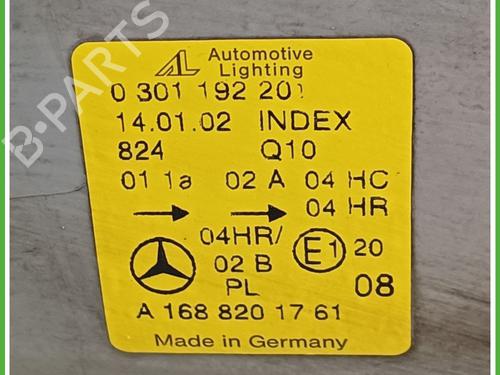 B-PARTS
AL Automotive
Lighting
0 301 192 201
14.01.02 INDEX
824 Q10
01 1a 02 A 04 HC
→ → 04 HR
04HR/ E1 20
02 B
PL 08
A 168 820 17 61
Made in Germany